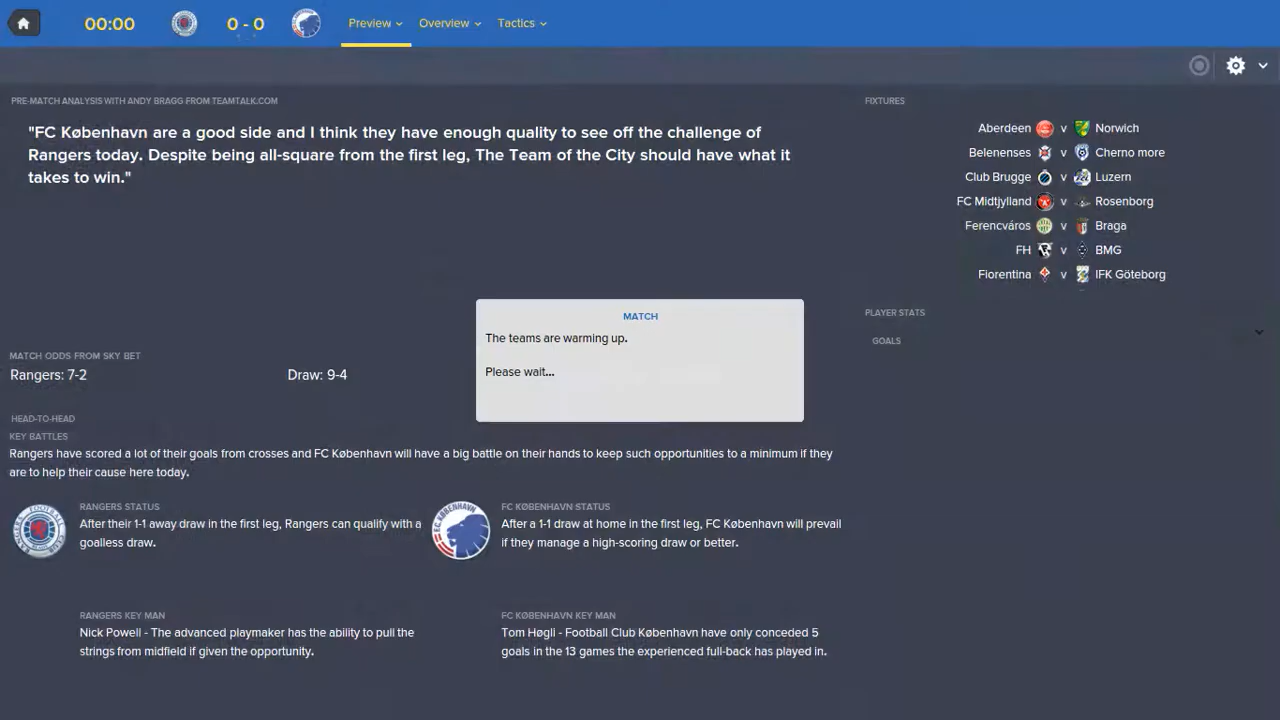 00:00
0 - 0
Preview
Overview
Tactics
PRE-MATCH ANALYSIS WITH ANDY BRAGG FROM TEAMTALK.COM
"FC København are a good side and I think they have enough quality to see off the challenge of
Rangers today. Despite being all-square from the first leg, The Team of the City should have what it
takes to win."
FIXTURES
Aberdeen v Norwich
Belenenses v Cherno more
Club Brugge v Luzern
FC Midtjylland v Rosenborg
Ferencváros v Braga
FH v BMG
Fiorentina v IFK Göteborg
PLAYER STATS
GOALS
MATCH
The teams are warming up.
Please wait...
MATCH ODDS FROM SKY BET
Rangers: 7-2
Draw: 9-4
HEAD-TO-HEAD
KEY BATTLES
Rangers have scored a lot of their goals from crosses and FC København will have a big battle on their hands to keep such opportunities to a minimum if they
are to help their cause here today.
RANGERS STATUS
After their 1-1 away draw in the first leg, Rangers can qualify with a
goalless draw.
FC KØBENHAVN STATUS
After a 1-1 draw at home in the first leg, FC København will prevail
if they manage a high-scoring draw or better.
RANGERS KEY MAN
Nick Powell - The advanced playmaker has the ability to pull the
strings from midfield if given the opportunity.
FC KØBENHAVN KEY MAN
Tom Høgli - Football Club København have only conceded 5
goals in the 13 games the experienced full-back has played in.